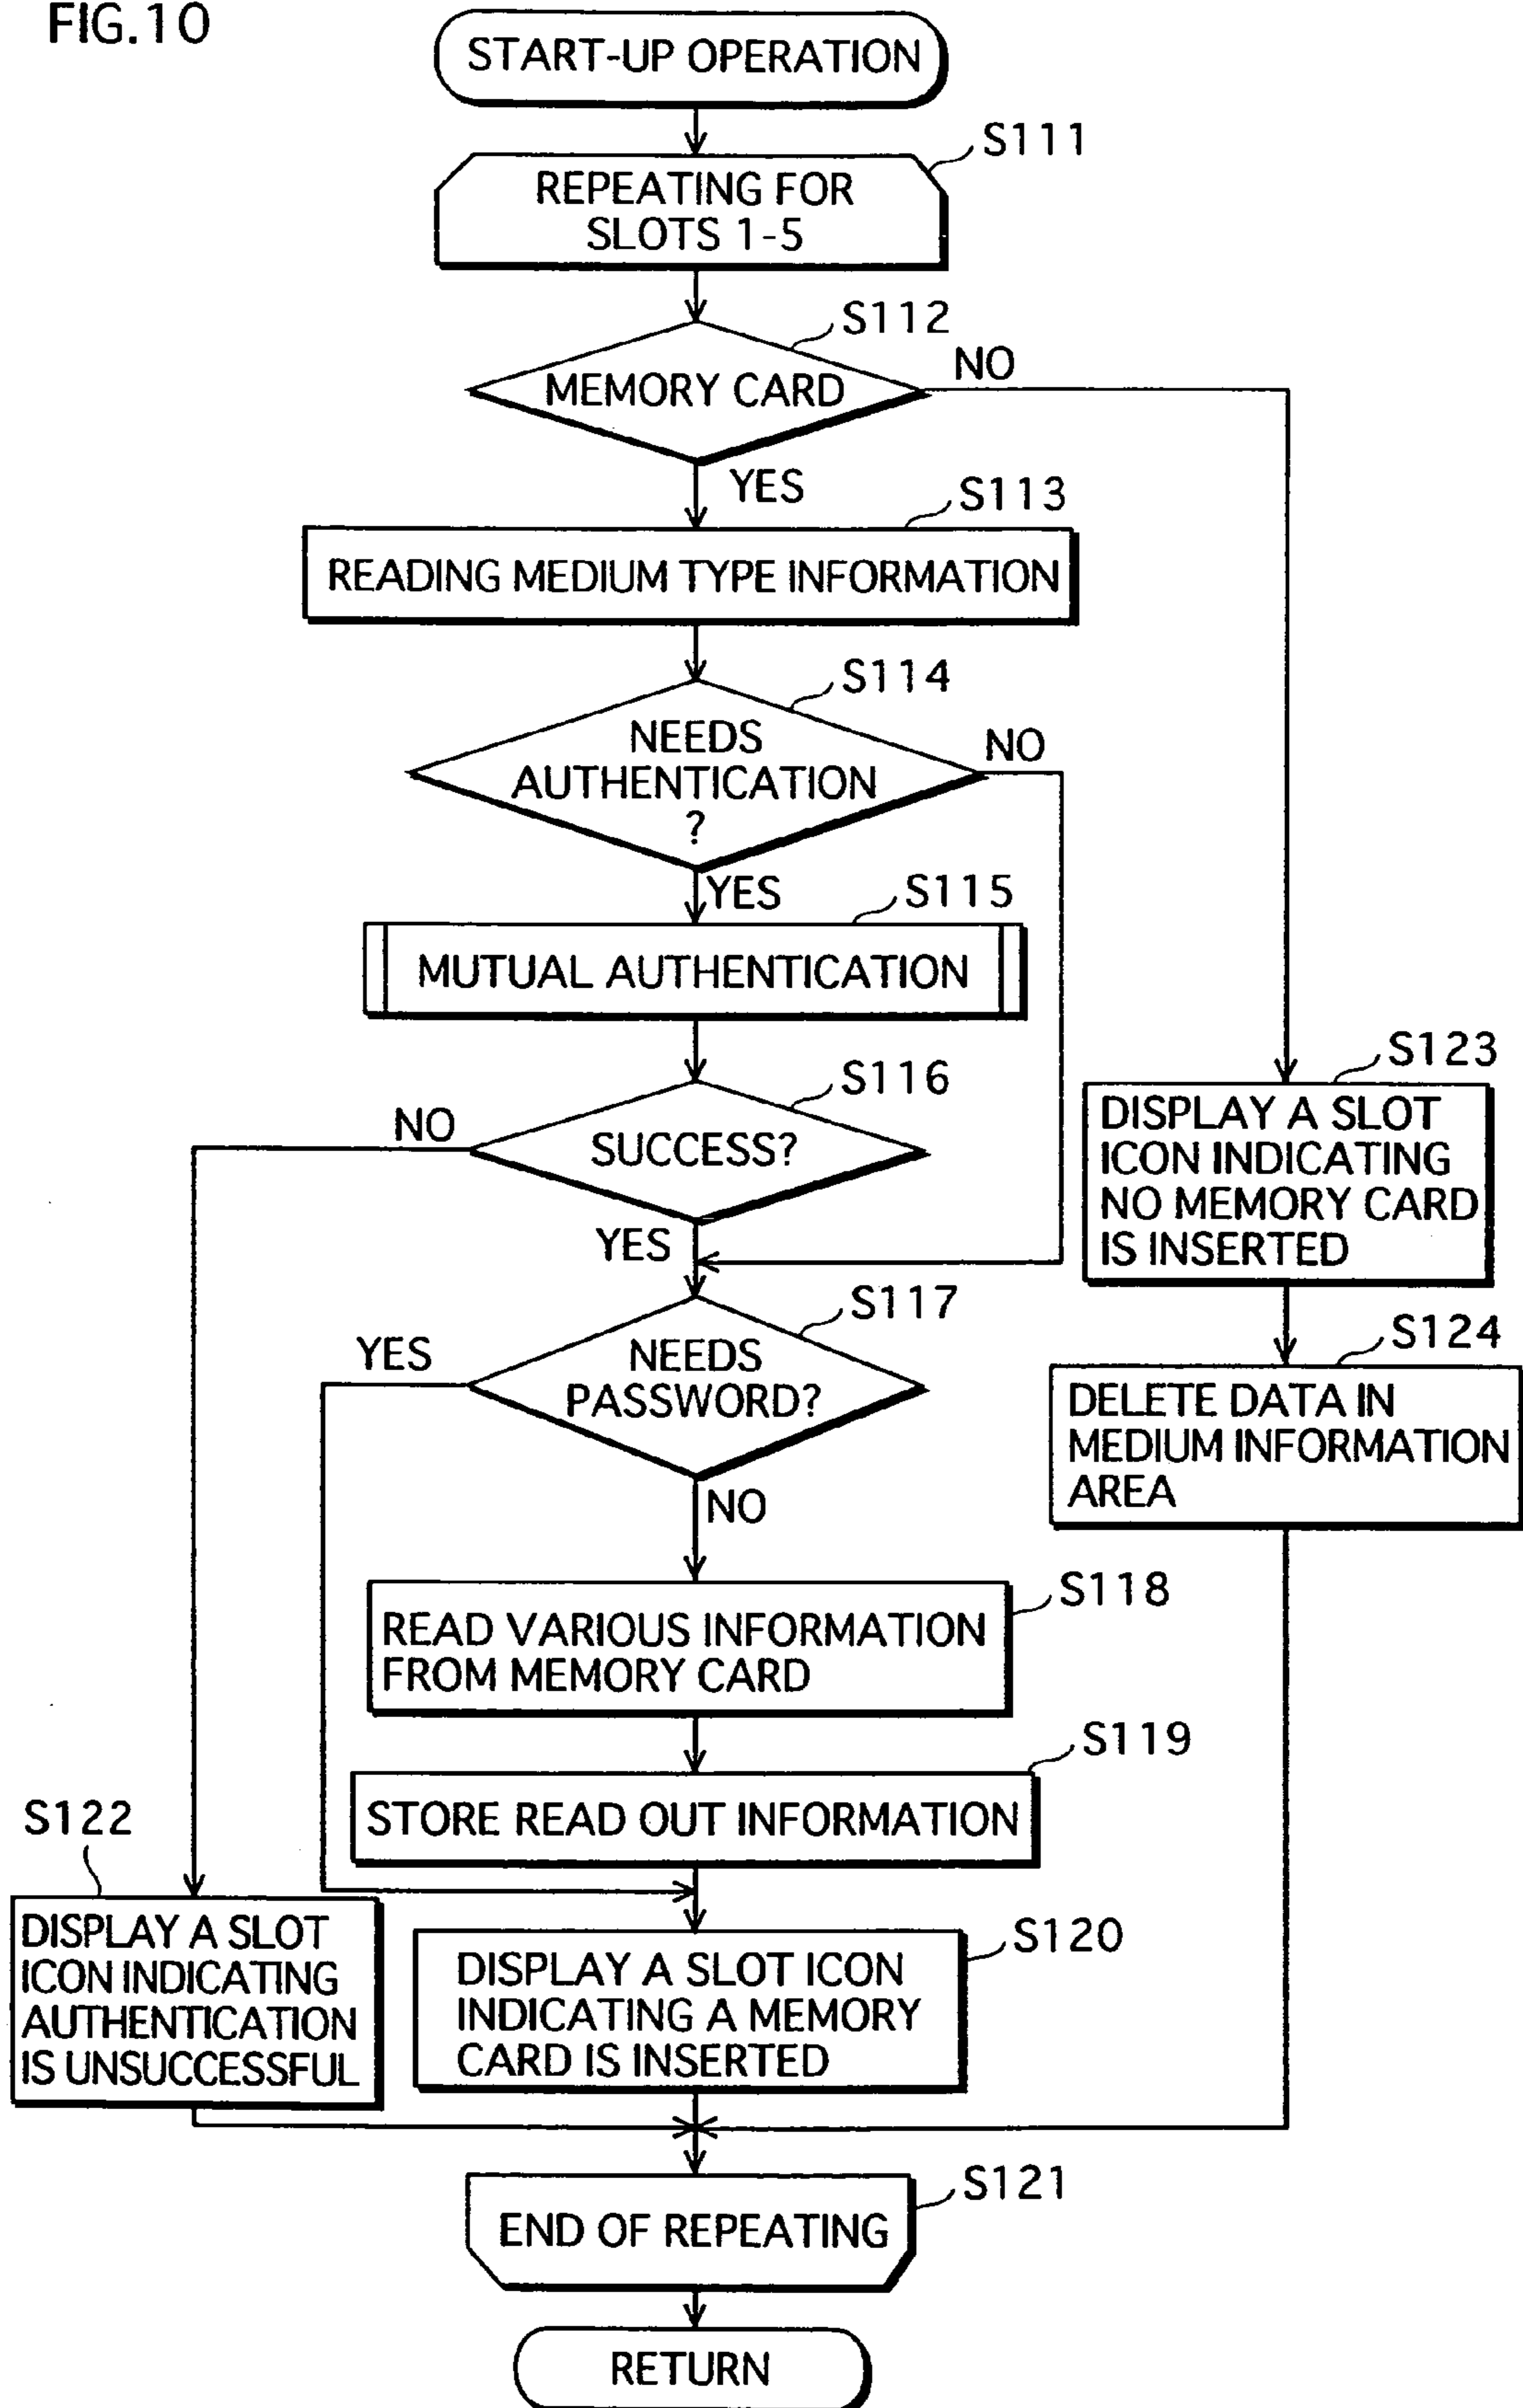 FIG.10
START-UP OPERATION
S111
REPEATING FOR
SLOTS 1-5
S112
MEMORY CARD
NO
YES
S113
READING MEDIUM TYPE INFORMATION
S114
NEEDS
AUTHENTICATION
?
NO
YES
S115
MUTUAL AUTHENTICATION
S116
SUCCESS?
NO
YES
S123
DISPLAY A SLOT
ICON INDICATING
NO MEMORY CARD
IS INSERTED
S117
NEEDS
PASSWORD?
YES
NO
S124
DELETE DATA IN
MEDIUM INFORMATION
AREA
S118
READ VARIOUS INFORMATION
FROM MEMORY CARD
S119
STORE READ OUT INFORMATION
S122
DISPLAY A SLOT
ICON INDICATING
AUTHENTICATION
IS UNSUCCESSFUL
S120
DISPLAY A SLOT ICON
INDICATING A MEMORY
CARD IS INSERTED
S121
END OF REPEATING
RETURN